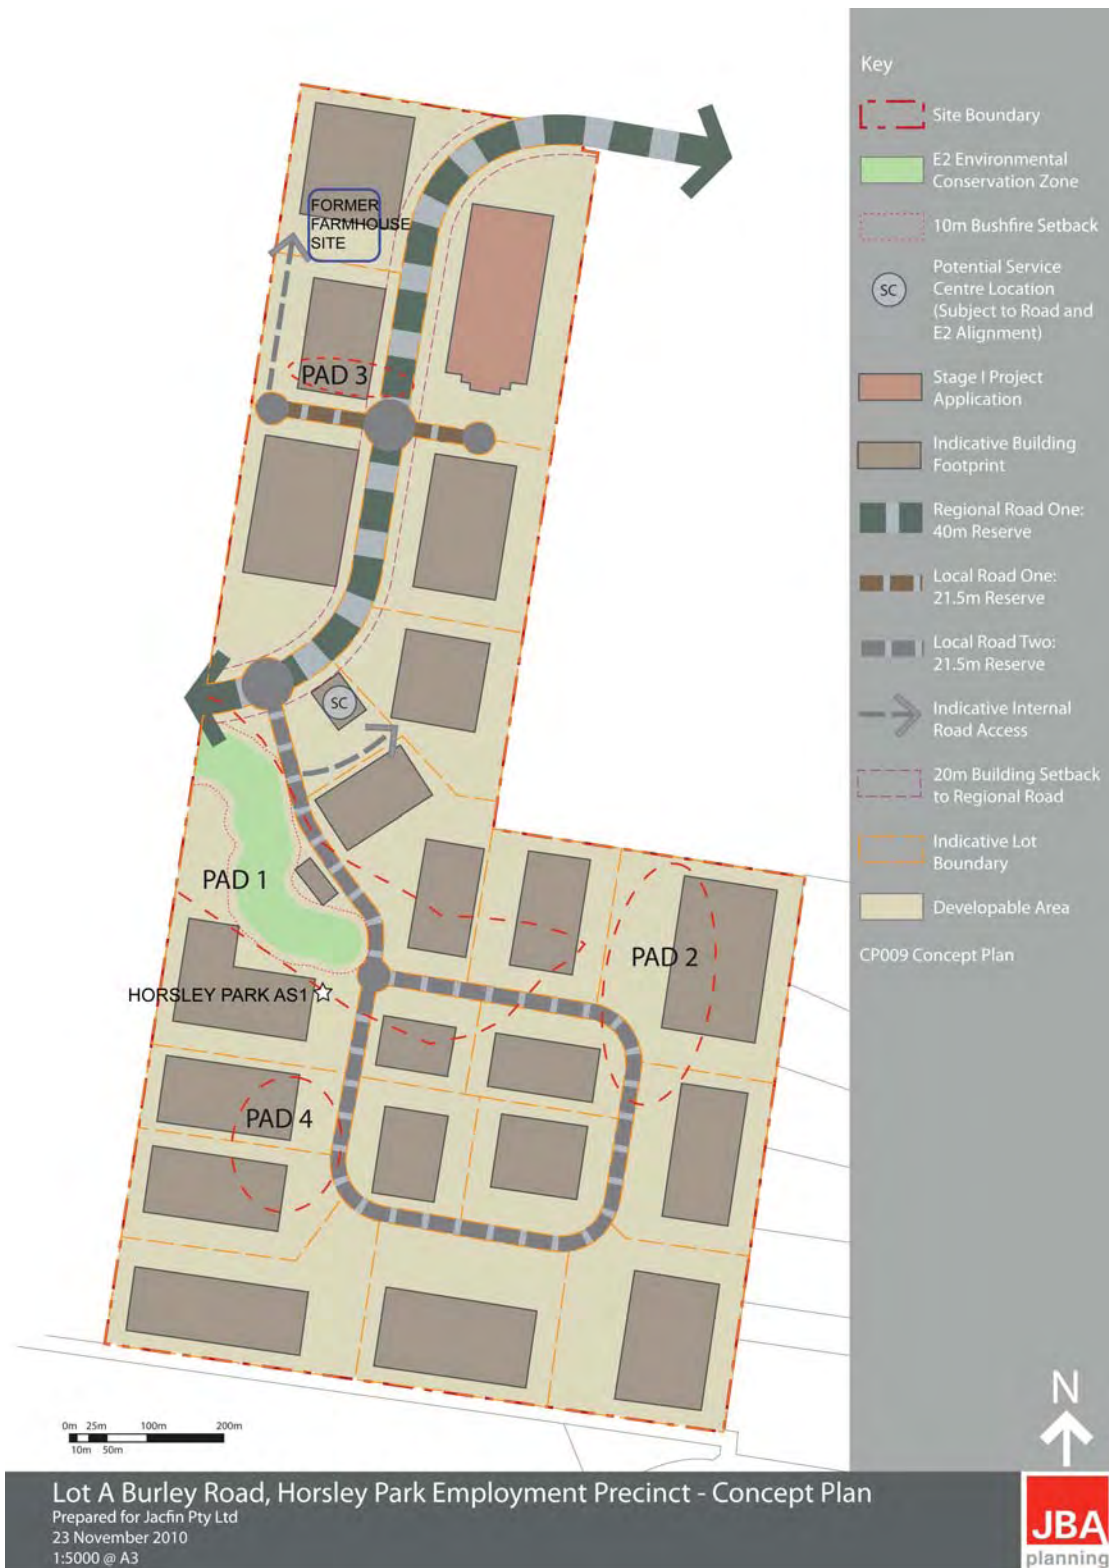 Key
Site Boundary
E2 Environmental
Conservation Zone
10m Bushfire Setback
SC
Potential Service
Centre Location
(Subject to Road and
E2 Alignment)
Stage I Project
Application
Indicative Building
Footprint
Regional Road One:
40m Reserve
Local Road One:
21.5m Reserve
Local Road Two:
21.5m Reserve
Indicative Internal
Road Access
20m Building Setback
to Regional Road
Indicative Lot
Boundary
Developable Area
CP009 Concept Plan
FORMER
FARMHOUSE
SITE
PAD 3
SC
PAD 1
PAD 2
HORSLEY PARK AS1
PAD 4
0m 25m 100m 200m
10m 50m
N
Lot A Burley Road, Horsley Park Employment Precinct - Concept Plan
Prepared for Jacfin Pty Ltd
23 November 2010
1:5000 @ A3
JBA
planning